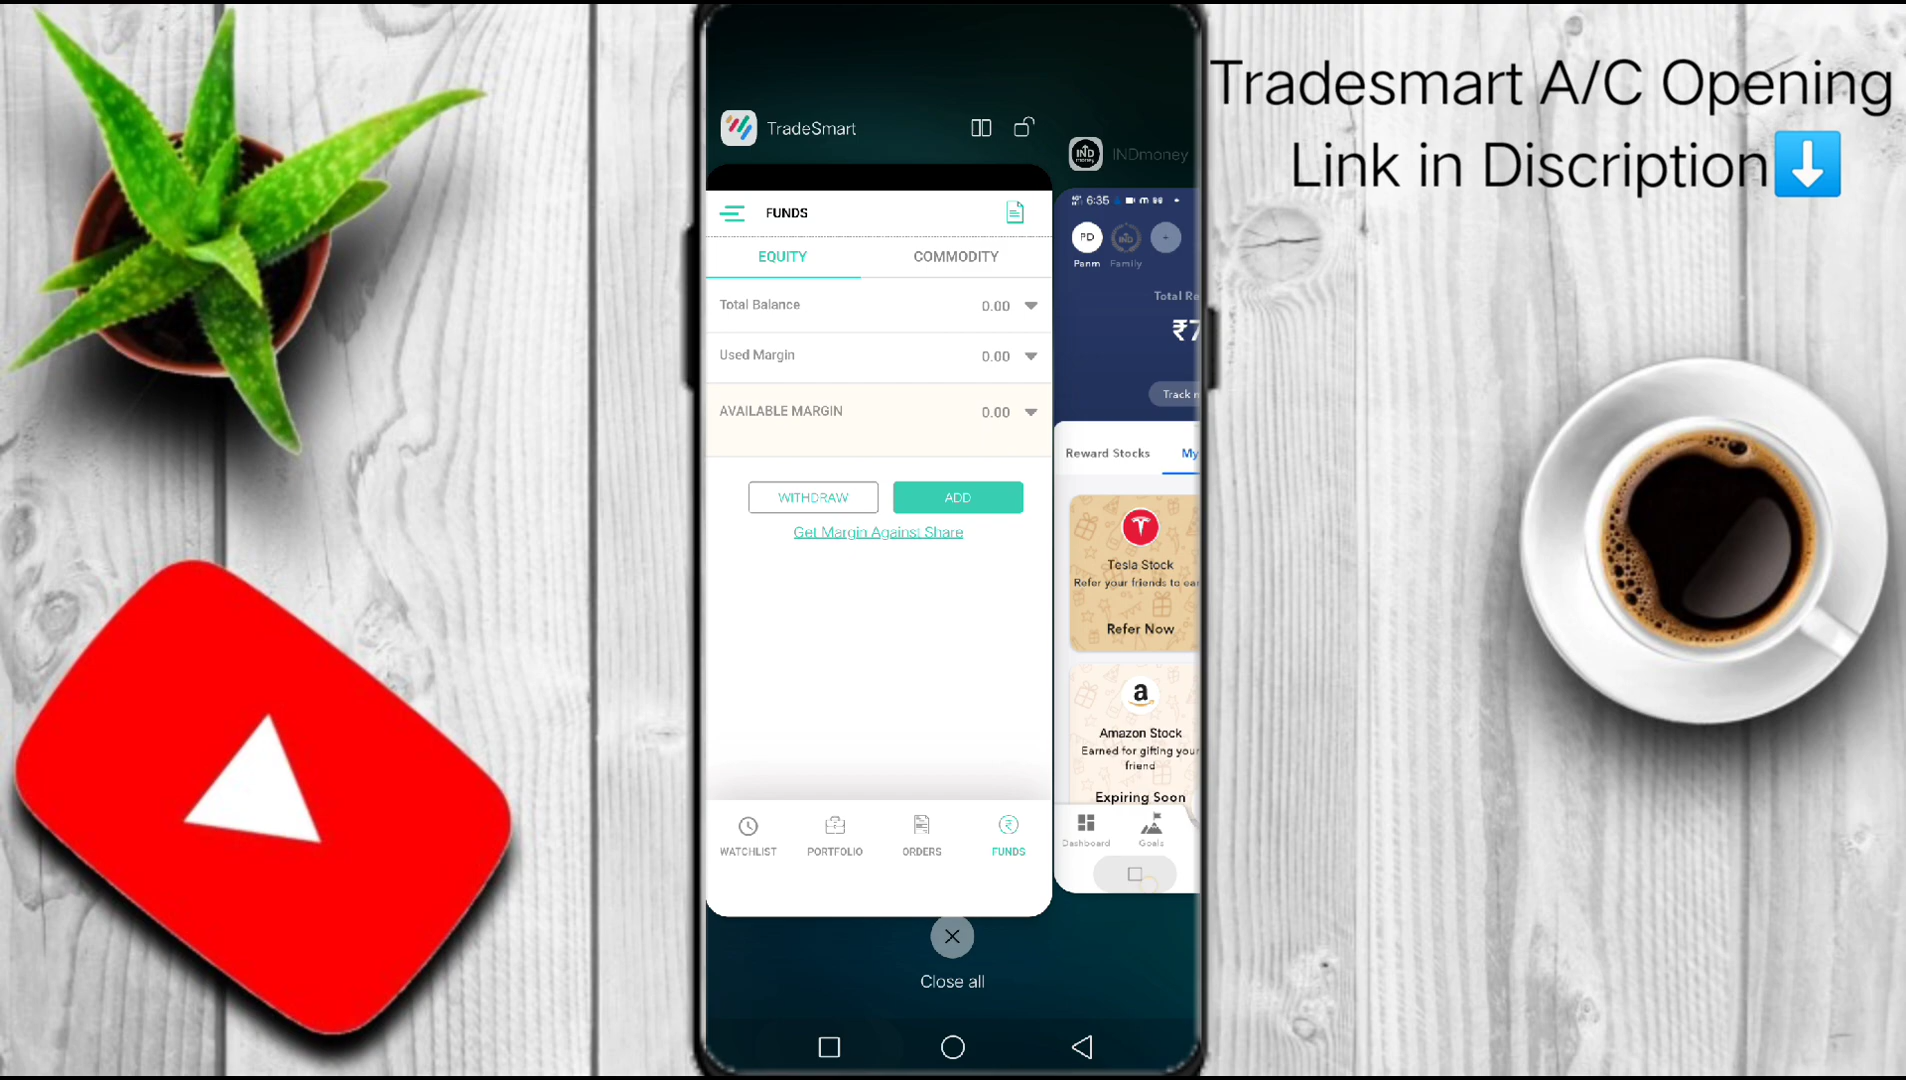 Tradesmart A/C Opening
Link in Discription
TradeSmart
INDmoney
FUNDS
EQUITY
COMMODITY
Total Balance
0.00
Used Margin
0.00
AVAILABLE MARGIN
0.00
WITHDRAW
ADD
Get Margin Against Share
WATCHLIST
PORTFOLIO
ORDERS
FUNDS
6:35
PD
IND
Family
Total Re
₹7
Track
Reward Stocks
My
Tesla Stock
Refer your friends to ear
Refer Now
a
Amazon Stock
Earned for gifting your
friend
Expiring Soon
Dashboard
Goals
Close all